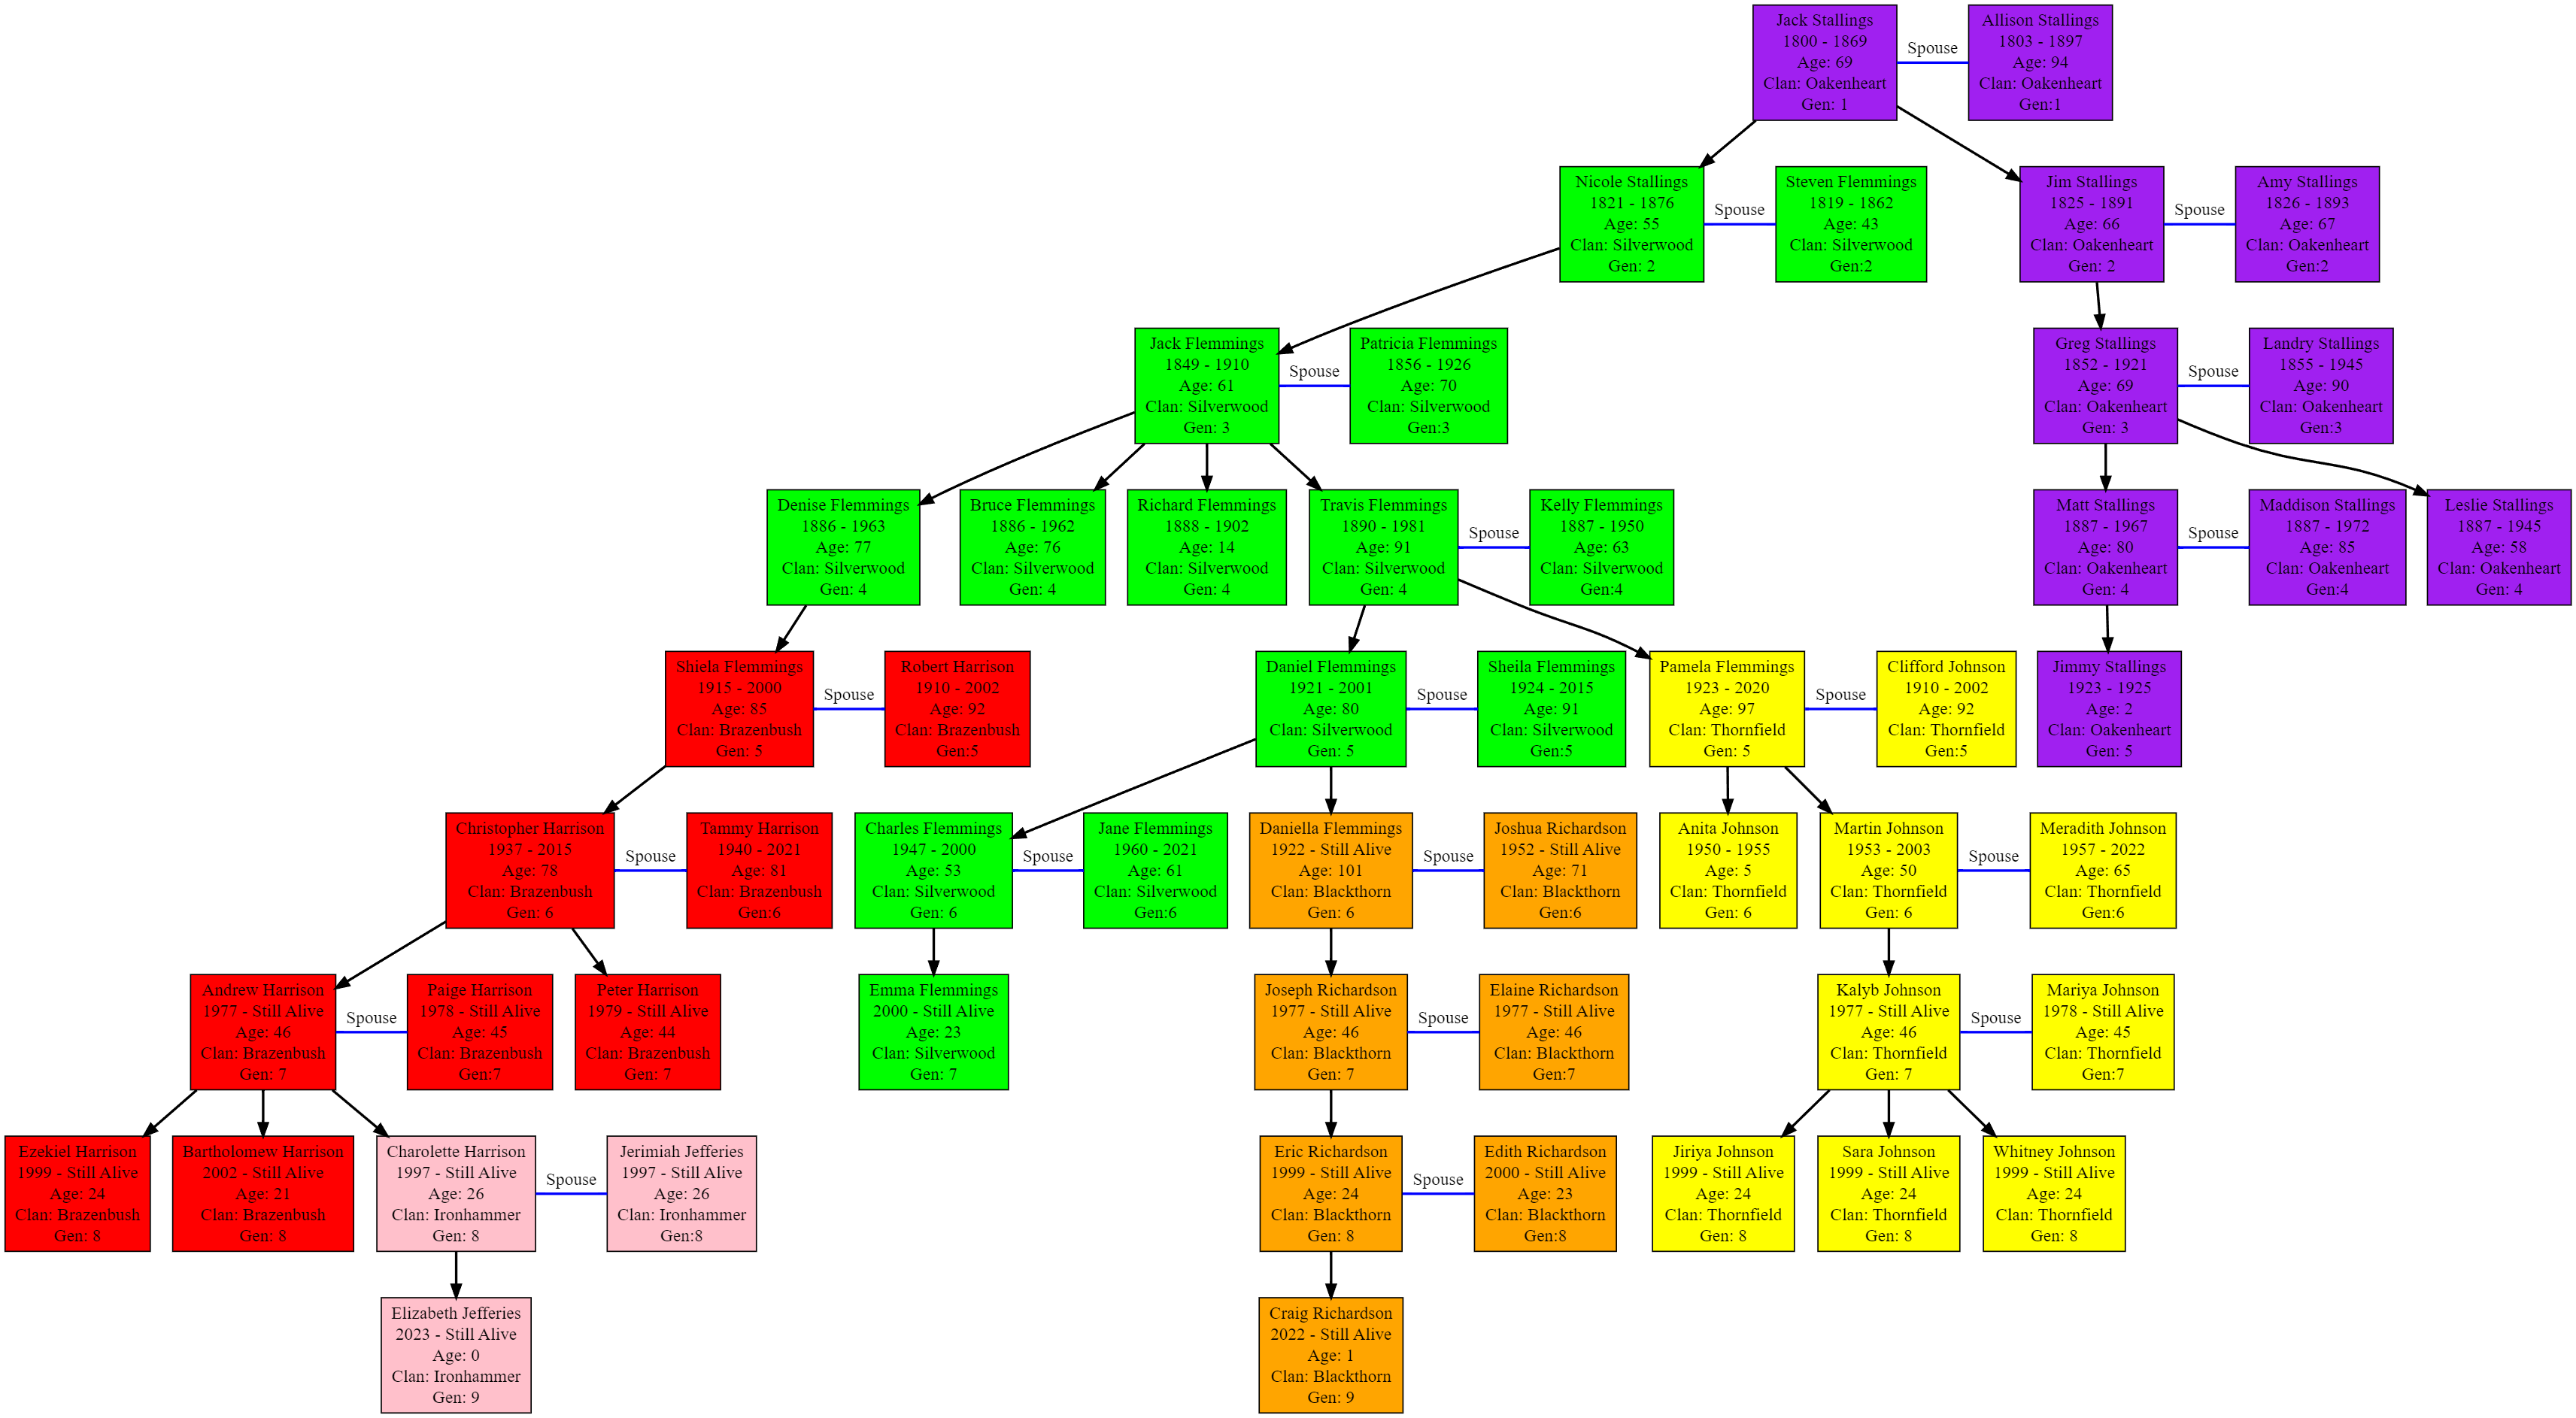 Jack Stallings
1800 - 1869
Age: 69
Clan: Oakenheart
Gen: 1
Spouse
Allison Stallings
1803 - 1897
Age: 94
Clan: Oakenheart
Gen:1
Nicole Stallings
1821 - 1876
Age: 55
Clan: Silverwood
Gen: 2
Spouse
Steven Flemmings
1819 - 1862
Age: 43
Clan: Silverwood
Gen:2
Jim Stallings
1825 - 1891
Age: 66
Clan: Oakenheart
Gen: 2
Spouse
Amy Stallings
1826 - 1893
Age: 67
Clan: Oakenheart
Gen:2
Jack Flemmings
1849 - 1910
Age: 61
Clan: Silverwood
Gen: 3
Spouse
Patricia Flemmings
1856 - 1926
Age: 70
Clan: Silverwood
Gen:3
Greg Stallings
1852 - 1921
Age: 69
Clan: Oakenheart
Gen: 3
Spouse
Landry Stallings
1855 - 1945
Age: 90
Clan: Oakenheart
Gen:3
Denise Flemmings
1886 - 1963
Age: 77
Clan: Silverwood
Gen: 4
Bruce Flemmings
1886 - 1962
Age: 76
Clan: Silverwood
Gen: 4
Richard Flemmings
1888 - 1902
Age: 14
Clan: Silverwood
Gen: 4
Travis Flemmings
1890 - 1981
Age: 91
Clan: Silverwood
Gen: 4
Spouse
Kelly Flemmings
1887 - 1950
Age: 63
Clan: Silverwood
Gen:4
Matt Stallings
1887 - 1967
Age: 80
Clan: Oakenheart
Gen: 4
Spouse
Maddison Stallings
1887 - 1972
Age: 85
Clan: Oakenheart
Gen:4
Leslie Stallings
1887 - 1945
Age: 58
Clan: Oakenheart
Gen: 4
Shiela Flemmings
1915 - 2000
Age: 85
Clan: Brazenbush
Gen: 5
Spouse
Robert Harrison
1910 - 2002
Age: 92
Clan: Brazenbush
Gen:5
Daniel Flemmings
1921 - 2001
Age: 80
Clan: Silverwood
Gen: 5
Spouse
Sheila Flemmings
1924 - 2015
Age: 91
Clan: Silverwood
Gen:5
Pamela Flemmings
1923 - 2020
Age: 97
Clan: Thornfield
Gen: 5
Spouse
Clifford Johnson
1910 - 2002
Age: 92
Clan: Thornfield
Gen:5
Jimmy Stallings
1923 - 1925
Age: 2
Clan: Oakenheart
Gen: 5
Christopher Harrison
1937 - 2015
Age: 78
Clan: Brazenbush
Gen: 6
Spouse
Tammy Harrison
1940 - 2021
Age: 81
Clan: Brazenbush
Gen:6
Charles Flemmings
1947 - 2000
Age: 53
Clan: Silverwood
Gen: 6
Spouse
Jane Flemmings
1960 - 2021
Age: 61
Clan: Silverwood
Gen:6
Daniella Flemmings
1922 - Still Alive
Age: 101
Clan: Blackthorn
Gen: 6
Spouse
Joshua Richardson
1952 - Still Alive
Age: 71
Clan: Blackthorn
Gen:6
Anita Johnson
1950 - 1955
Age: 5
Clan: Thornfield
Gen: 6
Martin Johnson
1953 - 2003
Age: 50
Clan: Thornfield
Gen: 6
Spouse
Meradith Johnson
1957 - 2022
Age: 65
Clan: Thornfield
Gen:6
Andrew Harrison
1977 - Still Alive
Age: 46
Clan: Brazenbush
Gen: 7
Spouse
Paige Harrison
1978 - Still Alive
Age: 45
Clan: Brazenbush
Gen:7
Peter Harrison
1979 - Still Alive
Age: 44
Clan: Brazenbush
Gen: 7
Emma Flemmings
2000 - Still Alive
Age: 23
Clan: Silverwood
Gen: 7
Joseph Richardson
1977 - Still Alive
Age: 46
Clan: Blackthorn
Gen: 7
Spouse
Elaine Richardson
1977 - Still Alive
Age: 46
Clan: Blackthorn
Gen:7
Kalyb Johnson
1977 - Still Alive
Age: 46
Clan: Thornfield
Gen: 7
Spouse
Mariya Johnson
1978 - Still Alive
Age: 45
Clan: Thornfield
Gen:7
Ezekiel Harrison
1999 - Still Alive
Age: 24
Clan: Brazenbush
Gen: 8
Bartholomew Harrison
2002 - Still Alive
Age: 21
Clan: Brazenbush
Gen: 8
Charolette Harrison
1997 - Still Alive
Age: 26
Clan: Ironhammer
Gen: 8
Spouse
Jerimiah Jefferies
1997 - Still Alive
Age: 26
Clan: Ironhammer
Gen:8
Eric Richardson
1999 - Still Alive
Age: 24
Clan: Blackthorn
Gen: 8
Spouse
Edith Richardson
2000 - Still Alive
Age: 23
Clan: Blackthorn
Gen:8
Jiriya Johnson
1999 - Still Alive
Age: 24
Clan: Thornfield
Gen: 8
Sara Johnson
1999 - Still Alive
Age: 24
Clan: Thornfield
Gen: 8
Whitney Johnson
1999 - Still Alive
Age: 24
Clan: Thornfield
Gen: 8
Elizabeth Jefferies
2023 - Still Alive
Age: 0
Clan: Ironhammer
Gen: 9
Craig Richardson
2022 - Still Alive
Age: 1
Clan: Blackthorn
Gen: 9